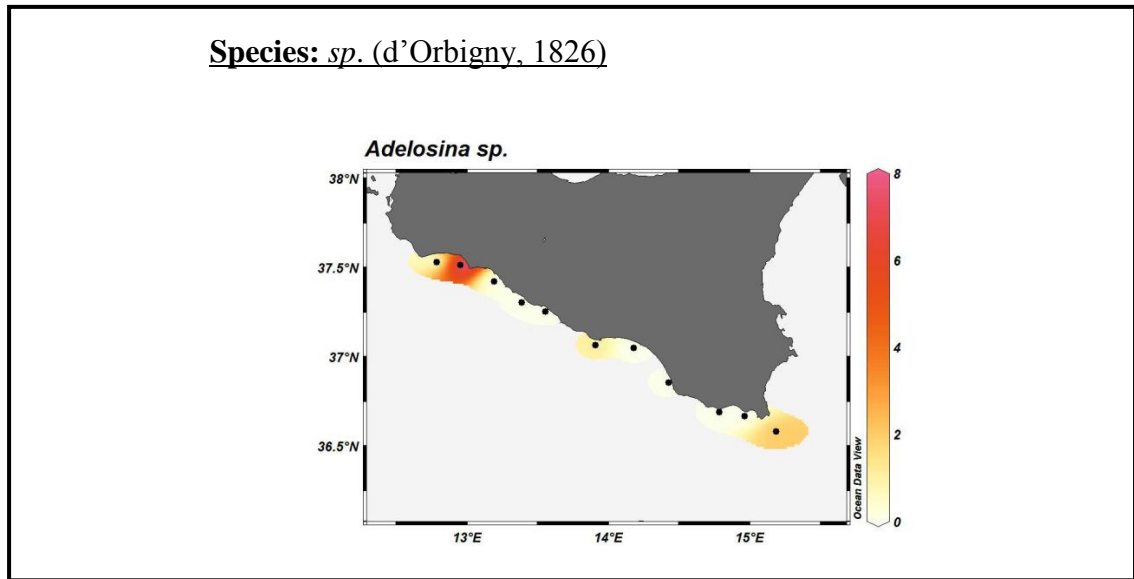 Species: sp. (d’Orbigny, 1826)
Adelosina sp.
38°N
37.5°N
37°N
36.5°N
13°E
14°E
15°E
8
6
4
2
0
Ocean Data View